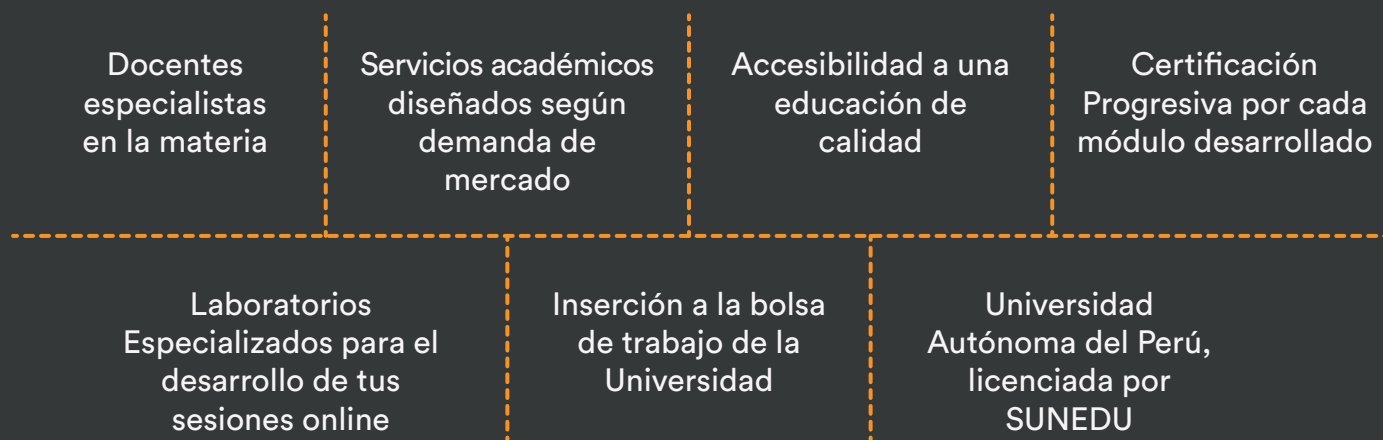 Docentes
especialistas
en la materia
Servicios académicos
diseñados según
demanda de
mercado
Accesibilidad a una
educación de
calidad
Certificación
Progresiva por cada
módulo desarrollado
Laboratorios
Especializados para el
desarrollo de tus
sesiones online
Inserción a la bolsa
de trabajo de la
Universidad
Universidad
Autónoma del Perú,
licenciada por
SUNEDU